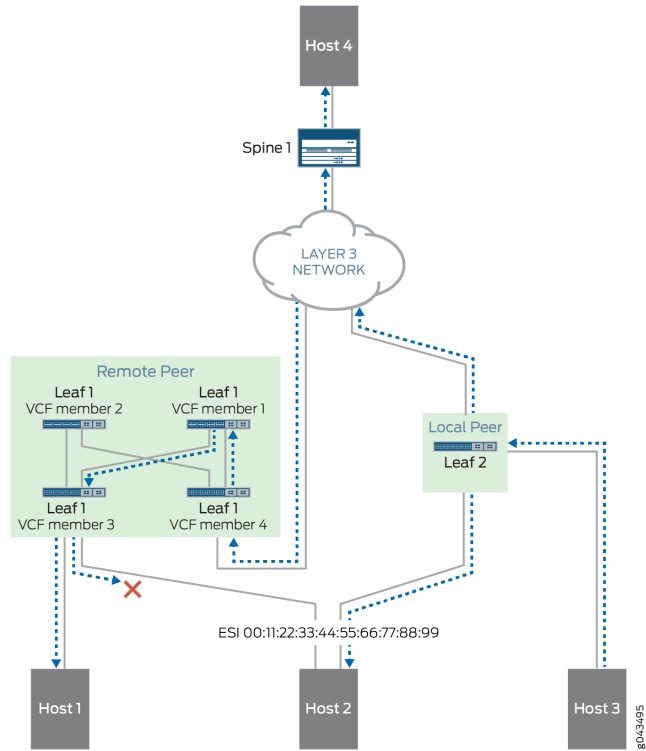 Host 4
Spine 1
LAYER 3
NETWORK
Remote Peer
Leaf 1
VCF member 2
Leaf 1
VCF member 1
Leaf 1
VCF member 3
Leaf 1
VCF member 4
Local Peer
Leaf 2
ESI 00:11:22:33:44:55:66:77:88:99
Host 1
Host 2
Host 3
g043495